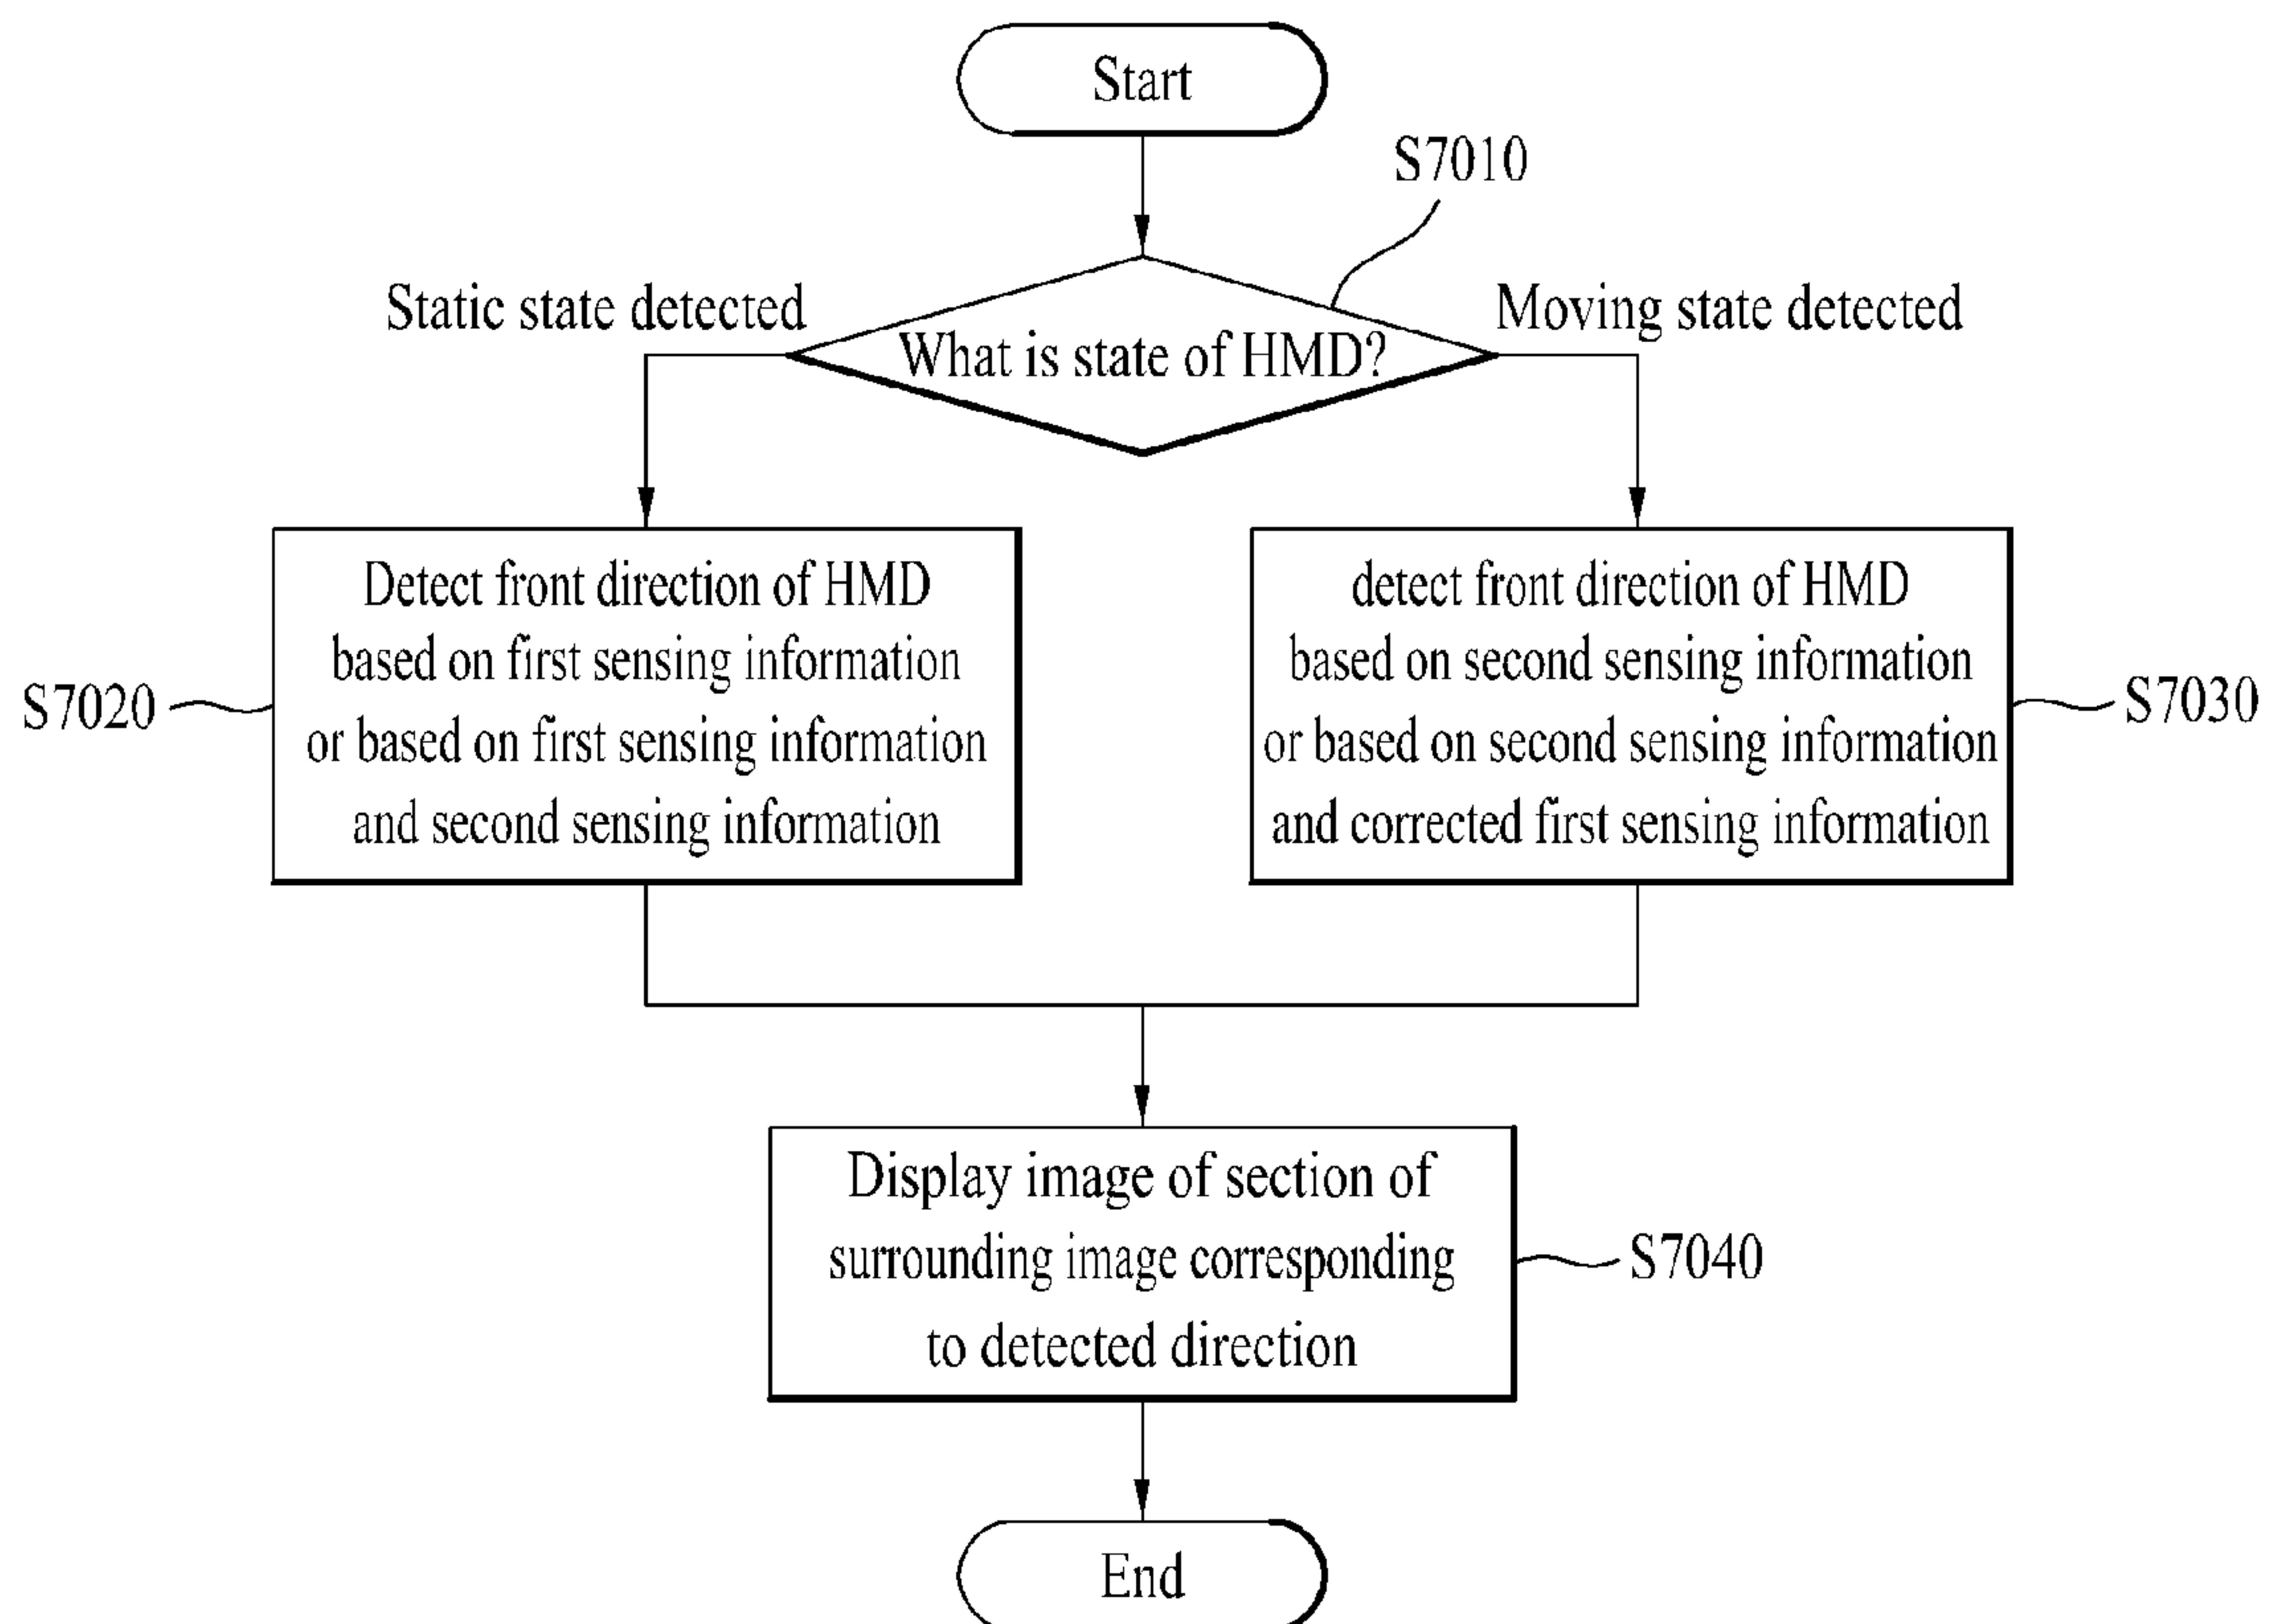 Start
S7010
Static state detected
Moving state detected
What is state of HMD?
Detect front direction of HMD
based on first sensing information
or based on first sensing information
and second sensing information
S7020
detect front direction of HMD
based on second sensing information
or based on second sensing information
and corrected first sensing information
S7030
Display image of section of
surrounding image corresponding
to detected direction
S7040
End